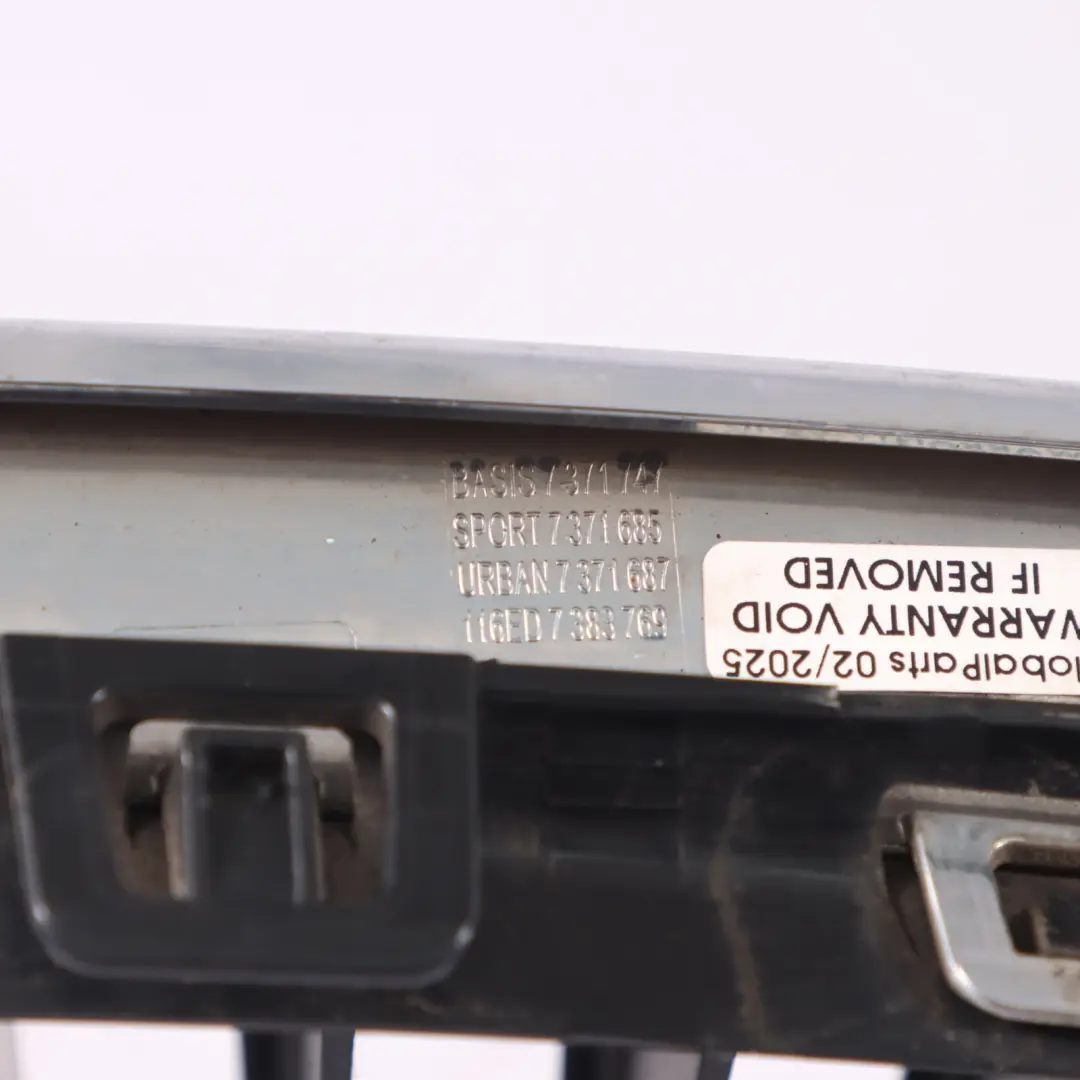 BASIS 7 371 747
SPORT 7 371 685
URBAN 7 371 687
116ED 7 383 769
lobalParts 02/2025
WARRANTY VOID
IF REMOVED